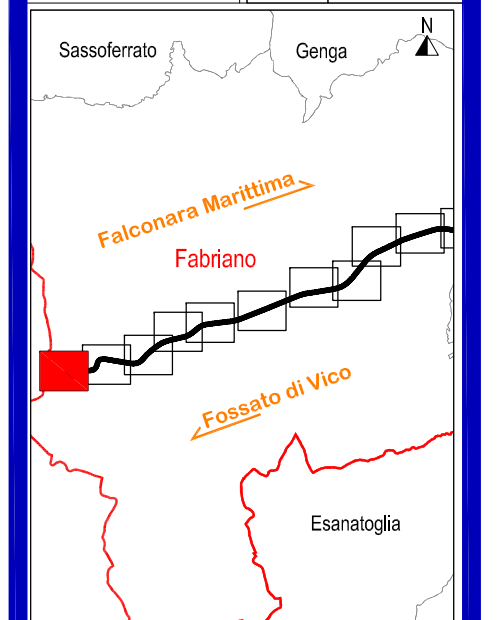 N
Sassoferrato
Genga
Falconara Marittima
Fabriano
Fossato di Vico
Esanatoglia